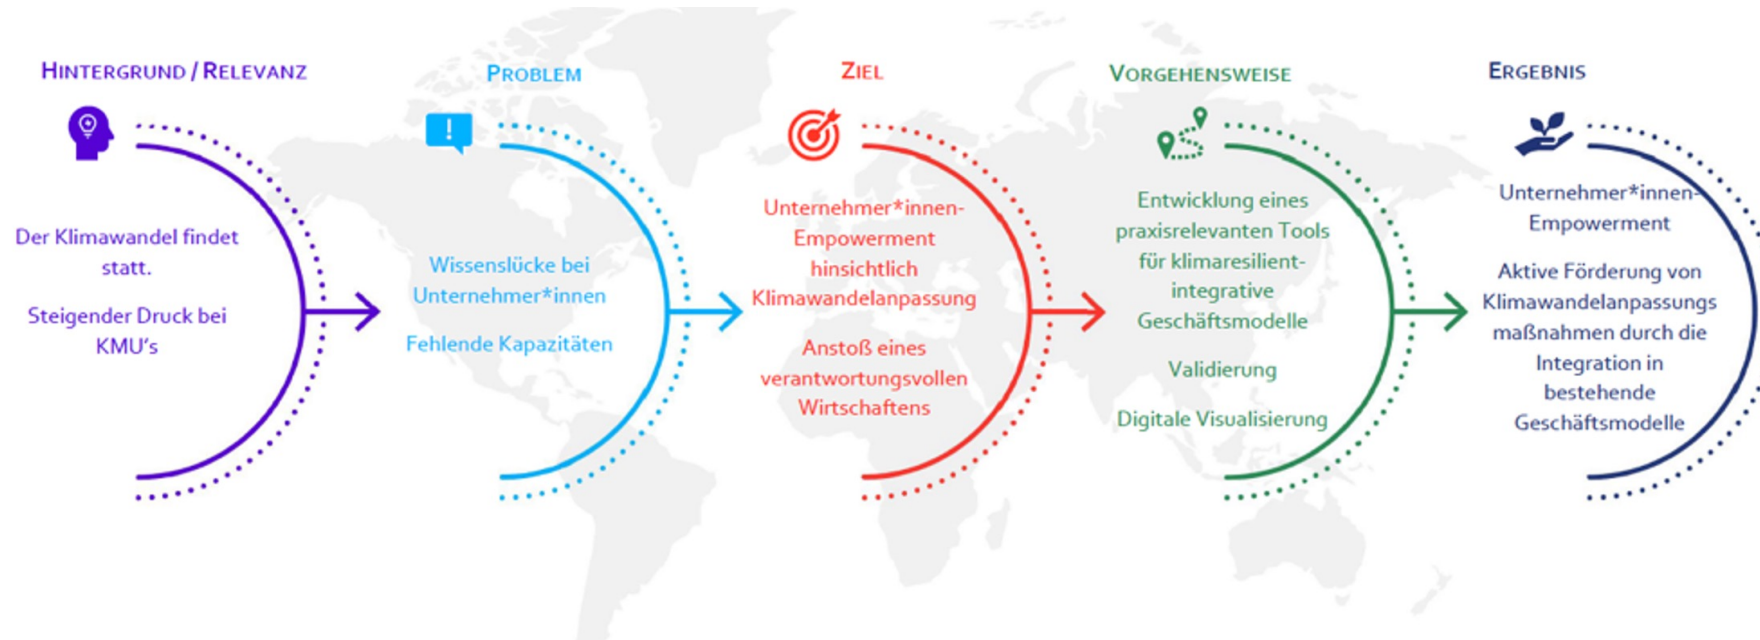 HINTERGRUND / RELEVANZ
Der Klimawandel findet
statt.
Steigender Druck bei
KMU's
PROBLEM
!
Wissenslücke bei
Unternehmer*innen
Fehlende Kapazitäten
ZIEL
Unternehmer*innen-
Empowerment
hinsichtlich
Klimawandelanpassung
Anstoß eines
verantwortungsvollen
Wirtschaftens
VORGEHENSWEISE
Entwicklung eines
praxisrelevanten Tools
für klimaresilient-
integrative
Geschäftsmodelle
Validierung
Digitale Visualisierung
ERGEBNIS
Unternehmer*innen-
Empowerment
Aktive Förderung von
Klimawandelanpassungs
maßnahmen durch die
Integration in
bestehende
Geschäftsmodelle